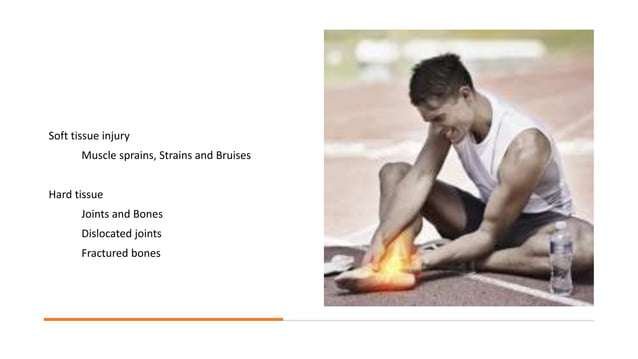 Soft tissue injury
Muscle sprains, Strains and Bruises
Hard tissue
Joints and Bones
Dislocated joints
Fractured bones